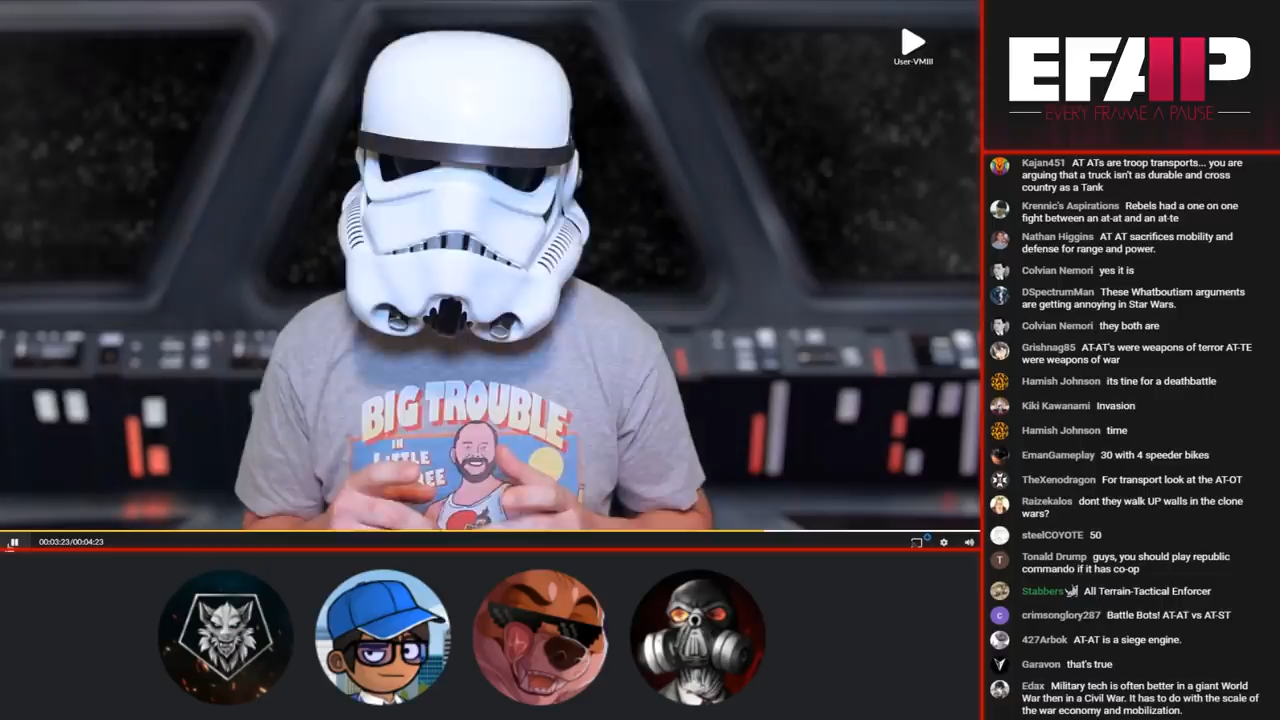 User-VMIII
BIG TROUBLE
IN
LITTLE
00:03:23/00:04:23
EFAP
EVERY FRAME A PAUSE
Kajan451 AT ATs are troop transports... you are
arguing that a truck isn't as durable and cross
country as a Tank
Krennic's Aspirations Rebels had a one on one
fight between an at-at and an at-te
Nathan Higgins AT AT sacrifices mobility and
defense for range and power.
Colvian Nemori yes it is
DSpectrumMan These Whatboutism arguments
are getting annoying in Star Wars.
Colvian Nemori they both are
Grishnag85 AT-AT's were weapons of terror AT-TE
were weapons of war
Hamish Johnson its tine for a deathbattle
Kiki Kawanami Invasion
Hamish Johnson time
EmanGameplay 30 with 4 speeder bikes
TheXenodragon For transport look at the AT-OT
Raizekalos dont they walk UP walls in the clone
wars?
steelCOYOTE 50
T Tonald Drump guys, you should play republic
commando if it has co-op
Stabbers All Terrain-Tactical Enforcer
c crimsonglory287 Battle Bots! AT-AT vs AT-ST
427Arbok AT-AT is a siege engine.
Garavon that's true
Edax Military tech is often better in a giant World
War then in a Civil War. It has to do with the scale of
the war economy and mobilization.